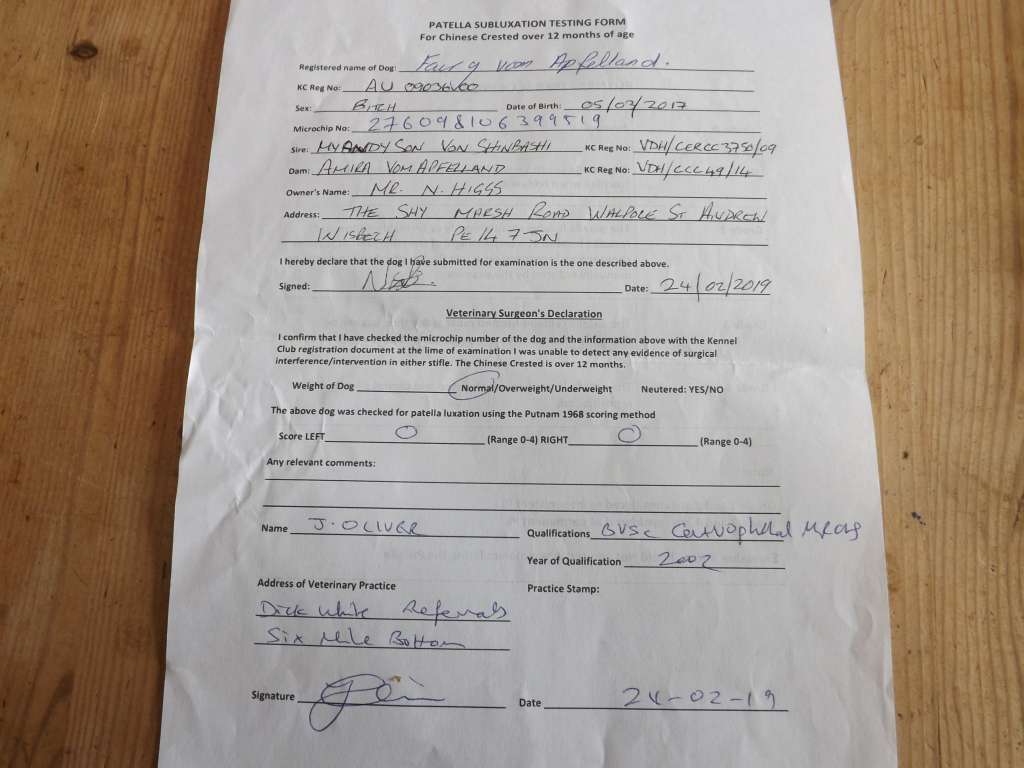 PATELLA SUBLUXATION TESTING FORM
For Chinese Crested over 12 months of age
Registered name of Dog: vom Apfelland.
KC Reg No: AU
Sex: BITCH Date of Birth: 05/03/2017
Microchip No: 276098106399519
Sire: MY ANDY SON VON SHINBASHI KC Reg No: VDH/CERCC3750/09
Dam: AMIRA VOM APFELLAND KC Reg No: VDH/CCC49/14
Owner's Name: MR. N. HIGGS
Address: THE SHY MARSH ROAD WALPOLE ST ANDREW
WISBECH PE14 7JN
I hereby declare that the dog I have submitted for examination is the one described above.
Signed: Date: 24/02/2019
Veterinary Surgeon's Declaration
I confirm that I have checked the microchip number of the dog and the information above with the Kennel
Club registration document at the lime of examination I was unable to detect any evidence of surgical
interference/intervention in either stifle. The Chinese Crested is over 12 months.
Weight of Dog Normal/Overweight/Underweight Neutered: YES/NO
The above dog was checked for patella luxation using the Putnam 1968 scoring method
Score LEFT 0 (Range 0-4) RIGHT 0 (Range 0-4)
Any relevant comments:
Name J. OLIVER Qualifications BVSc CertVOphthal MRCVS
Year of Qualification 2002
Address of Veterinary Practice Practice Stamp:
Dick White Referrals
Six Mile Bottom
Signature Date 24-02-19